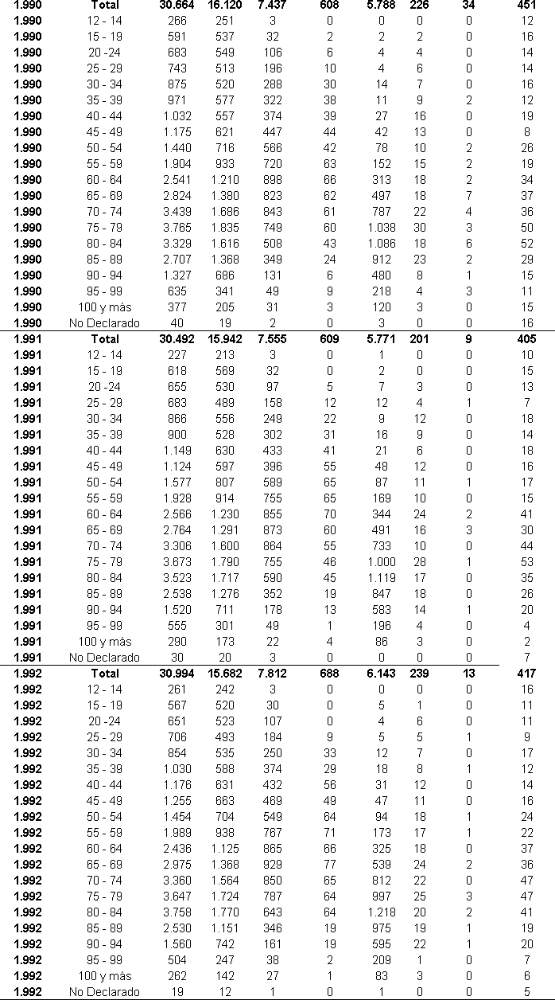 1.990 Total 30.664 16.120 7.437 608 5.788 226 34 451
1.990 12 - 14 266 251 3 0 0 0 0 12
1.990 15 - 19 591 537 32 2 2 2 0 16
1.990 20 -24 683 549 106 6 4 4 0 14
1.990 25 - 29 743 513 196 10 4 6 0 14
1.990 30 - 34 875 520 288 30 14 7 0 16
1.990 35 - 39 971 577 322 38 11 9 2 12
1.990 40 - 44 1.032 557 374 39 27 16 0 19
1.990 45 - 49 1.175 621 447 44 42 13 0 8
1.990 50 - 54 1.440 716 566 42 78 10 2 26
1.990 55 - 59 1.904 933 720 63 152 15 2 19
1.990 60 - 64 2.541 1.210 898 66 313 18 2 34
1.990 65 - 69 2.824 1.380 823 62 497 18 7 37
1.990 70 - 74 3.439 1.686 843 61 787 22 4 36
1.990 75 - 79 3.765 1.835 749 60 1.038 30 3 50
1.990 80 - 84 3.329 1.616 508 43 1.086 18 6 52
1.990 85 - 89 2.707 1.368 349 24 912 23 2 29
1.990 90 - 94 1.327 686 131 6 480 8 1 15
1.990 95 - 99 635 341 49 9 218 4 3 11
1.990 100 y más 377 205 31 3 120 3 0 15
1.990 No Declarado 40 19 2 0 3 0 0 16
1.991 Total 30.492 15.942 7.555 609 5.771 201 9 405
1.991 12 - 14 227 213 3 0 1 0 0 10
1.991 15 - 19 618 569 32 0 2 0 0 15
1.991 20 -24 655 530 97 5 7 3 0 13
1.991 25 - 29 683 489 158 12 12 4 1 7
1.991 30 - 34 866 556 249 22 9 12 0 18
1.991 35 - 39 900 528 302 31 16 9 0 14
1.991 40 - 44 1.149 630 433 41 21 6 0 18
1.991 45 - 49 1.124 597 396 55 48 12 0 16
1.991 50 - 54 1.577 807 589 65 87 11 1 17
1.991 55 - 59 1.928 914 755 65 169 10 0 15
1.991 60 - 64 2.566 1.230 855 70 344 24 2 41
1.991 65 - 69 2.764 1.291 873 60 491 16 3 30
1.991 70 - 74 3.306 1.600 864 55 733 10 0 44
1.991 75 - 79 3.673 1.790 755 46 1.000 28 1 53
1.991 80 - 84 3.523 1.717 590 45 1.119 17 0 35
1.991 85 - 89 2.538 1.276 352 19 847 18 0 26
1.991 90 - 94 1.520 711 178 13 583 14 1 20
1.991 95 - 99 555 301 49 1 196 4 0 4
1.991 100 y más 290 173 22 4 86 3 0 2
1.991 No Declarado 30 20 3 0 0 0 0 7
1.992 Total 30.994 15.682 7.812 688 6.143 239 13 417
1.992 12 - 14 261 242 3 0 0 0 0 16
1.992 15 - 19 567 520 30 0 5 1 0 11
1.992 20 -24 651 523 107 0 4 6 0 11
1.992 25 - 29 706 493 184 9 5 5 1 9
1.992 30 - 34 854 535 250 33 12 7 0 17
1.992 35 - 39 1.030 588 374 29 18 8 1 12
1.992 40 - 44 1.176 631 432 56 31 12 0 14
1.992 45 - 49 1.255 663 469 49 47 11 0 16
1.992 50 - 54 1.454 704 549 64 94 18 1 24
1.992 55 - 59 1.989 938 767 71 173 17 1 22
1.992 60 - 64 2.436 1.125 865 66 325 18 0 37
1.992 65 - 69 2.975 1.368 929 77 539 24 2 36
1.992 70 - 74 3.360 1.564 850 65 812 22 0 47
1.992 75 - 79 3.647 1.724 787 64 997 25 3 47
1.992 80 - 84 3.758 1.770 643 64 1.218 20 2 41
1.992 85 - 89 2.530 1.151 346 19 975 19 1 19
1.992 90 - 94 1.560 742 161 19 595 22 1 20
1.992 95 - 99 504 247 38 2 209 1 0 7
1.992 100 y más 262 142 27 1 83 3 0 6
1.992 No Declarado 19 12 1 0 1 0 0 5